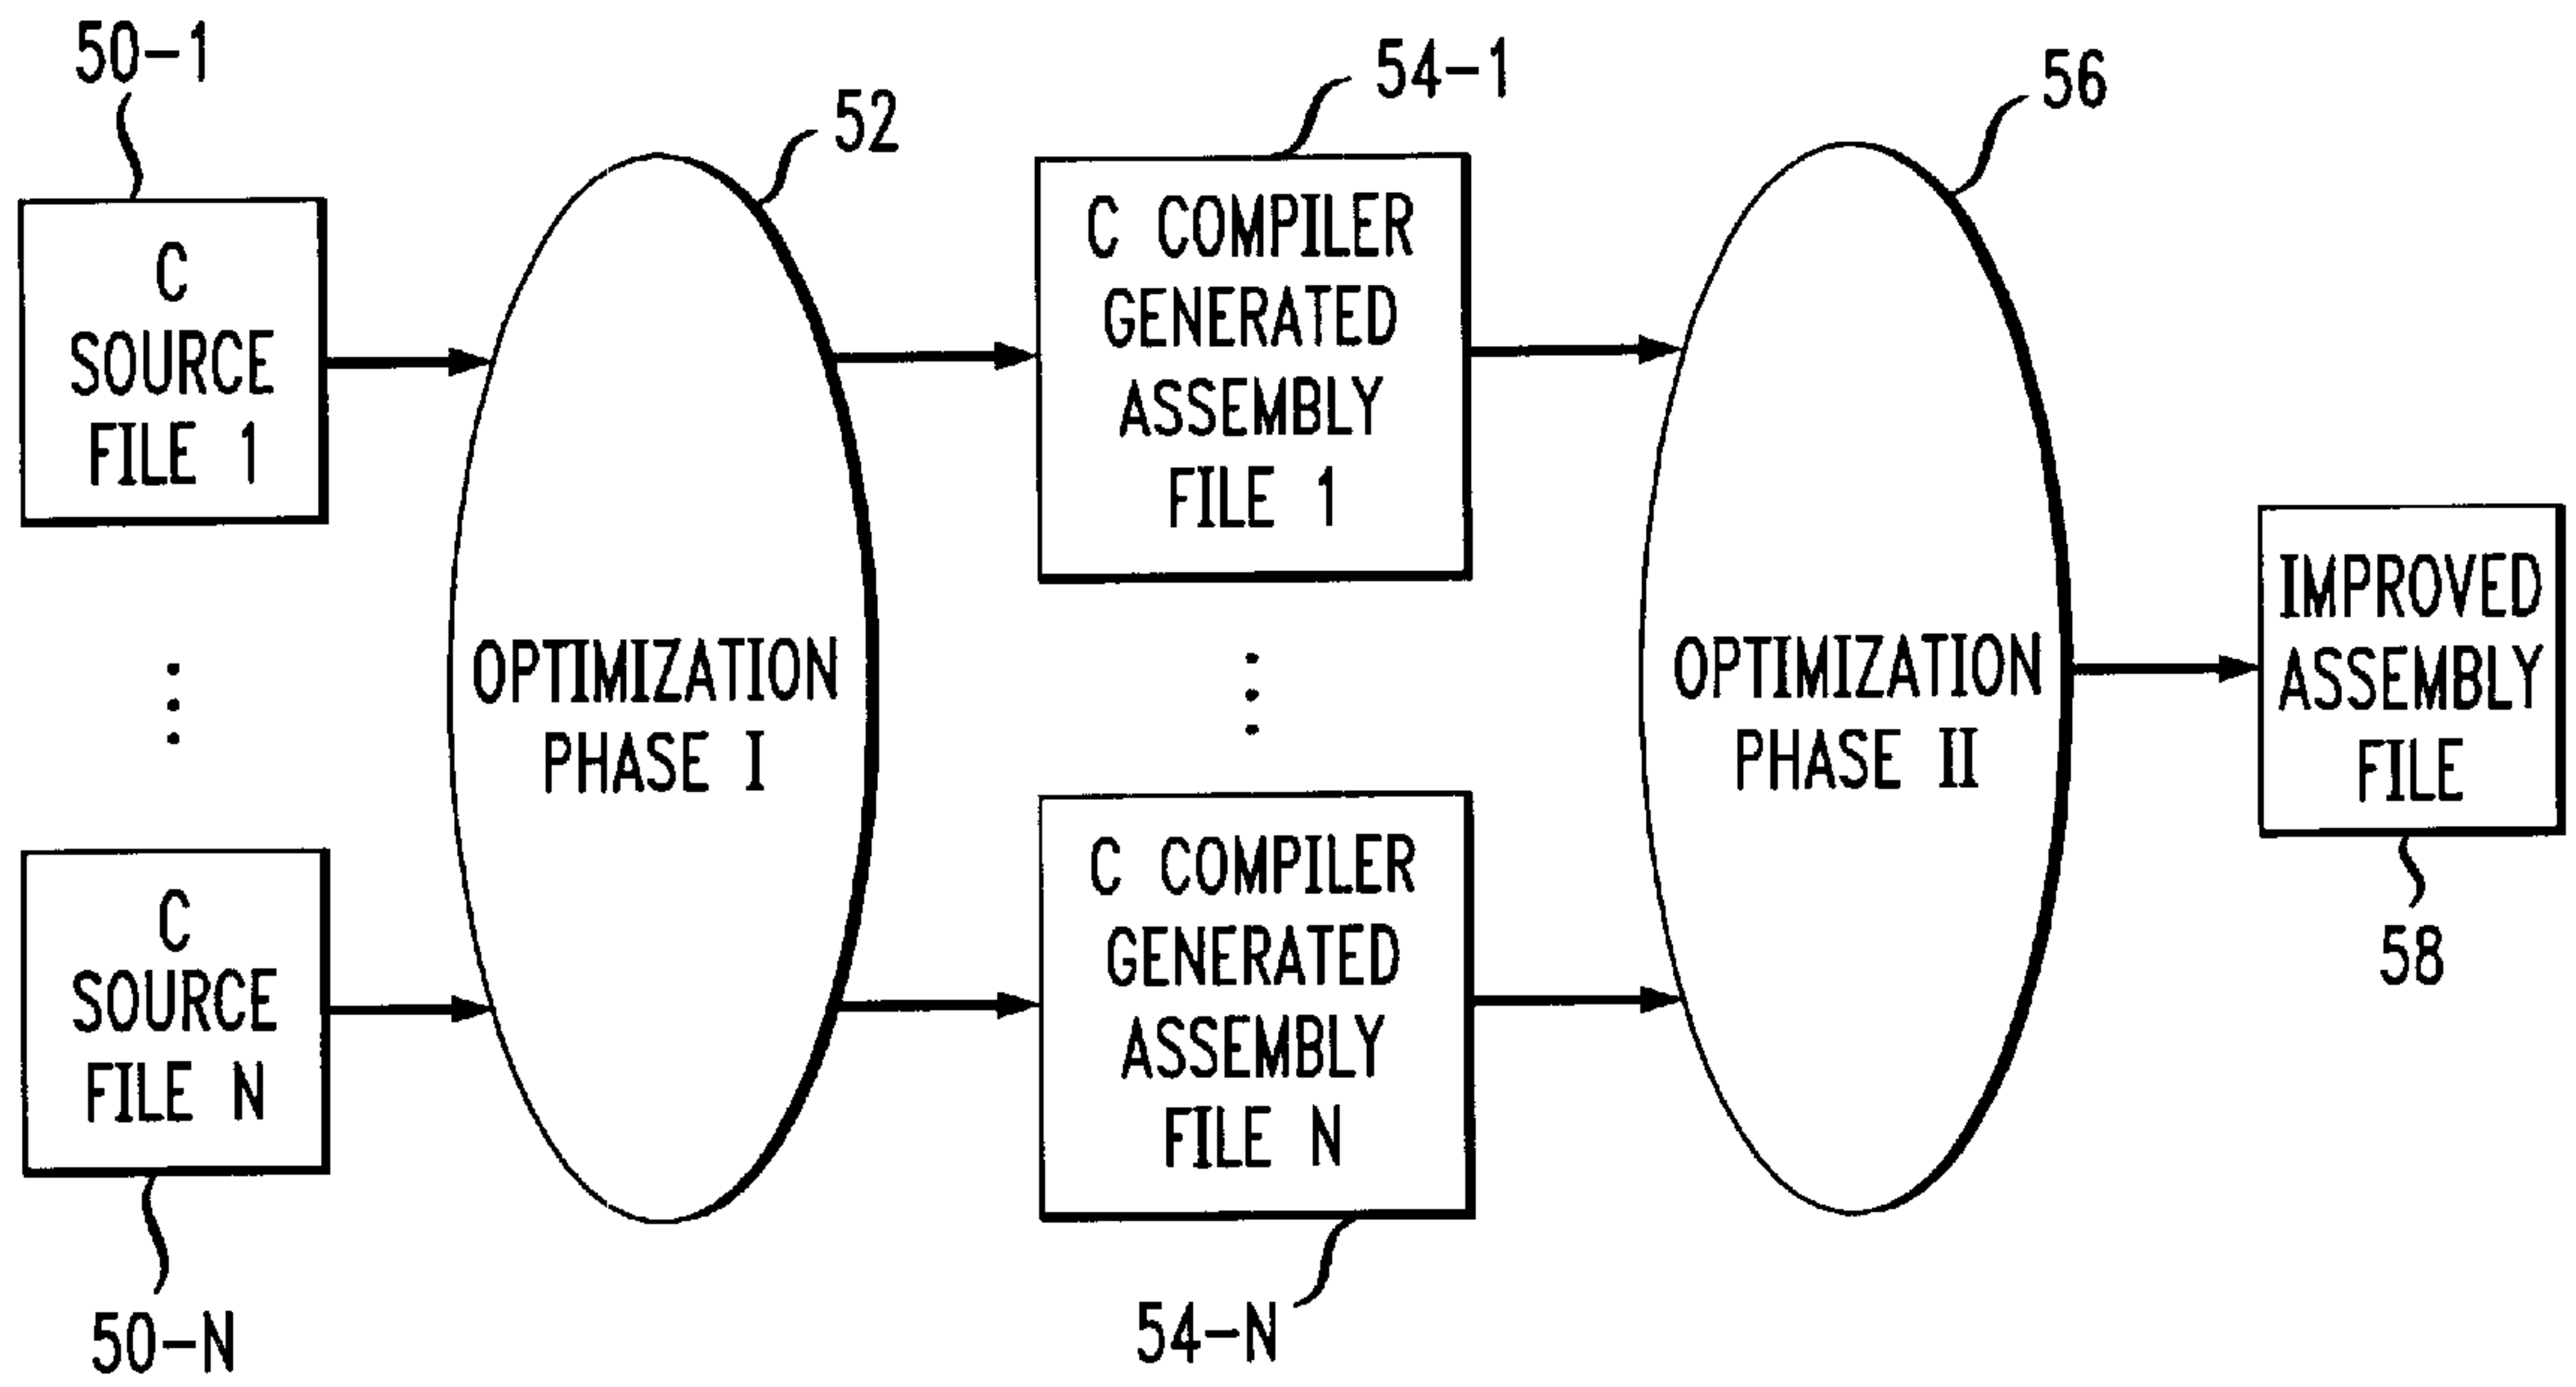 50-1
C
SOURCE
FILE 1
50-N
C
SOURCE
FILE N
52
OPTIMIZATION
PHASE I
54-1
C COMPILER
GENERATED
ASSEMBLY
FILE 1
C COMPILER
GENERATED
ASSEMBLY
FILE N
54-N
56
OPTIMIZATION
PHASE II
IMPROVED
ASSEMBLY
FILE
58